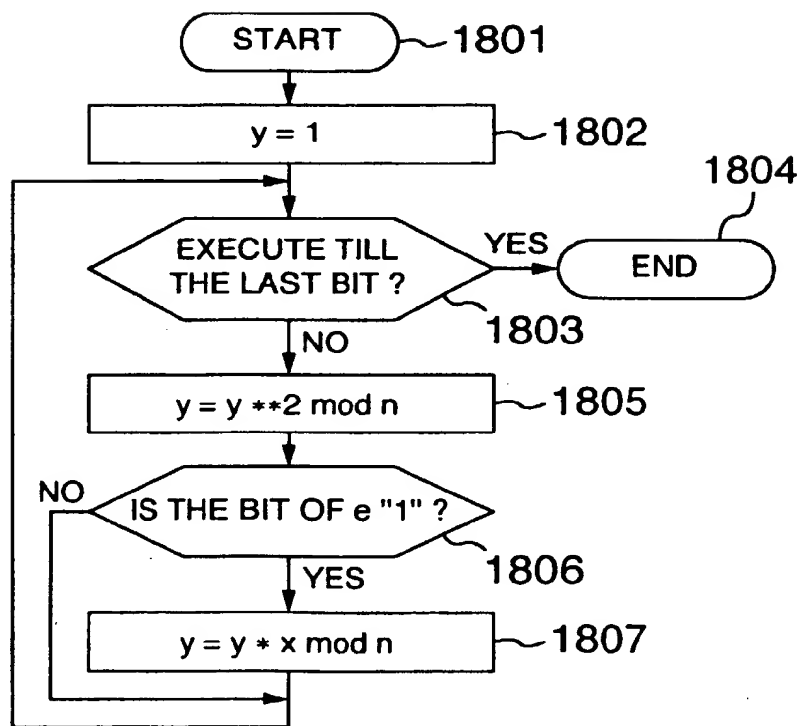 START
1801
y = 1
1802
1804
EXECUTE TILL
THE LAST BIT ?
YES
END
1803
NO
y = y **2 mod n
1805
NO
IS THE BIT OF e "1" ?
1806
YES
y = y * x mod n
1807